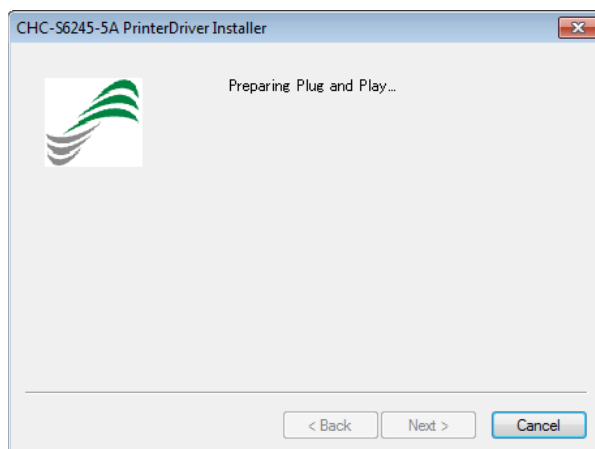 CHC-S6245-5A PrinterDriver Installer
Preparing Plug and Play...
< Back
Next >
Cancel